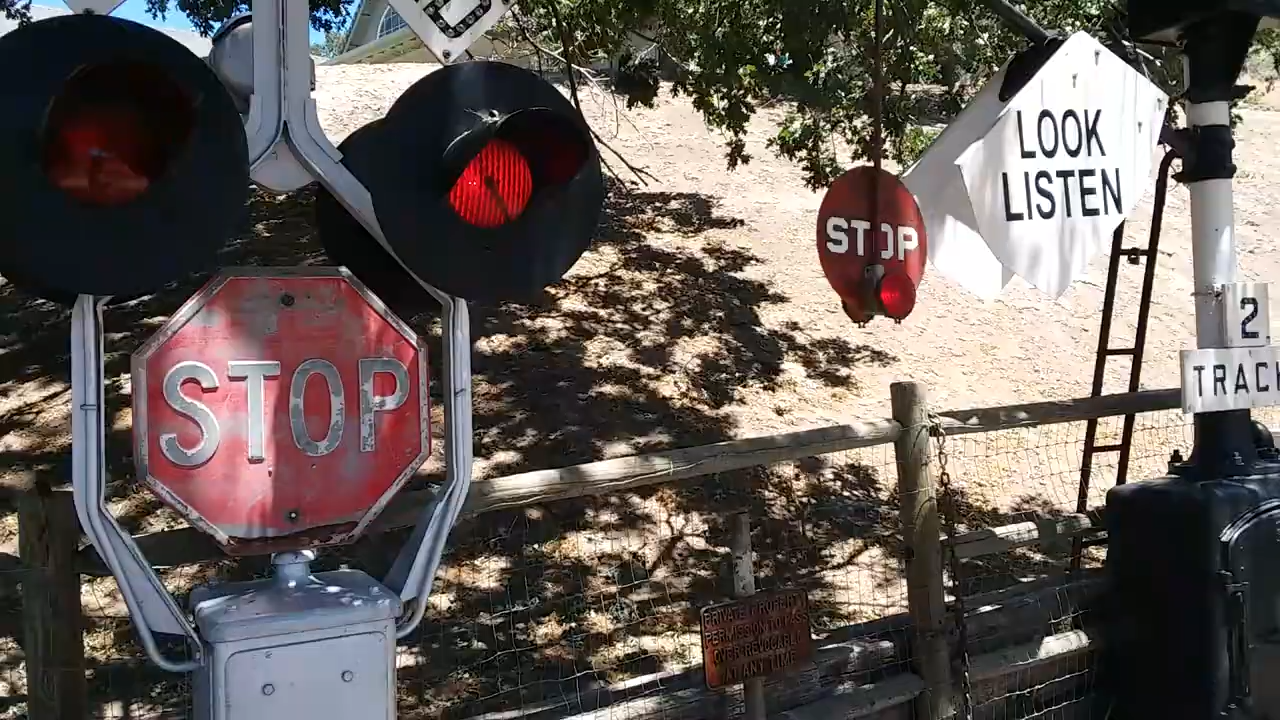 STOP
STOP
LOOK
LISTEN
2
TRACK
PRIVATE PROPERTY
PERMISSION TO PASS
OVER REVOCABLE
AT ANY TIME